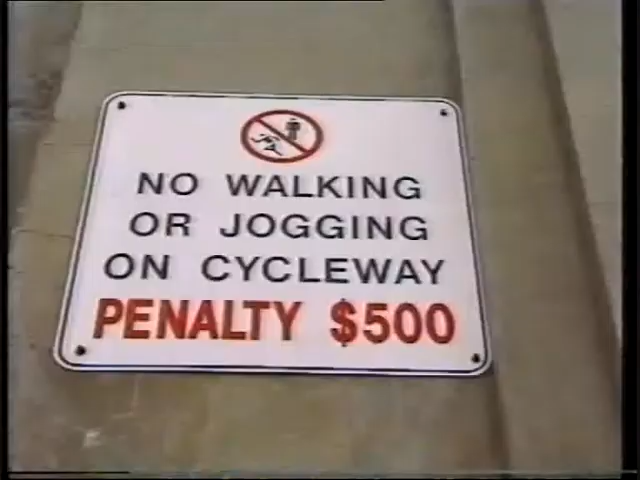 NO WALKING
OR JOGGING
ON CYCLEWAY
PENALTY $500